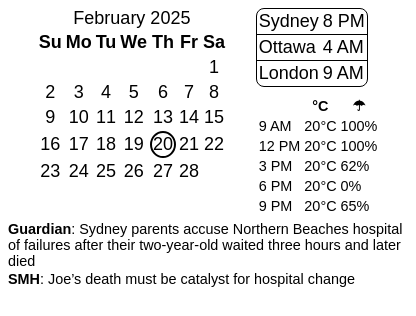 February 2025
Su Mo Tu We Th Fr Sa
1
2 3 4 5 6 7 8
9 10 11 12 13 14 15
16 17 18 19 20 21 22
23 24 25 26 27 28
Sydney 8 PM
Ottawa 4 AM
London 9 AM
°C ☂
9 AM 20°C 100%
12 PM 20°C 100%
3 PM 20°C 62%
6 PM 20°C 0%
9 PM 20°C 65%
Guardian: Sydney parents accuse Northern Beaches hospital
of failures after their two-year-old waited three hours and later
died
SMH: Joe’s death must be catalyst for hospital change